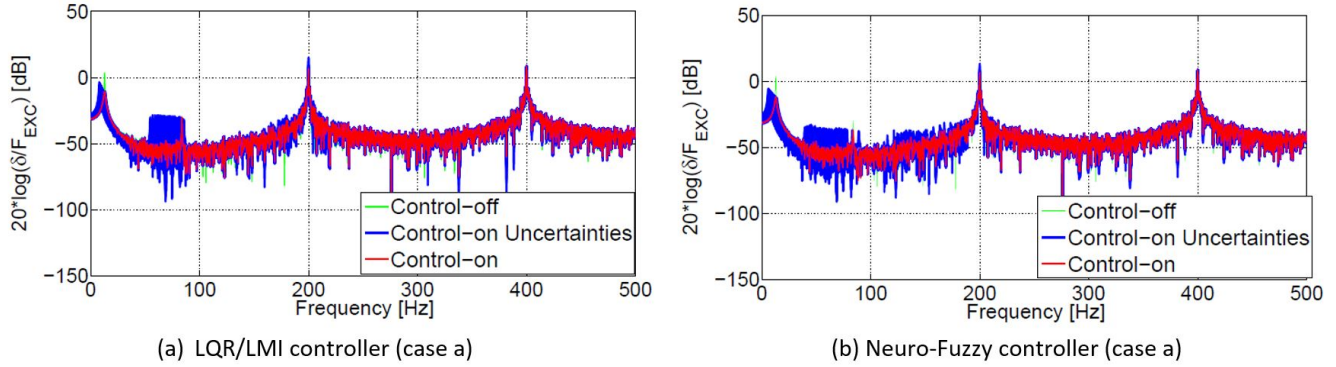 50
0
−50
−100
−150
20*log(δ/F_EXC) [dB]
Control−off
Control−on Uncertainties
Control−on
0 100 200 300 400 500
Frequency [Hz]
(a) LQR/LMI controller (case a)
50
0
−50
−100
−150
20*log(δ/F_EXC) [dB]
Control−off
Control−on Uncertainties
Control−on
0 100 200 300 400 500
Frequency [Hz]
(b) Neuro-Fuzzy controller (case a)